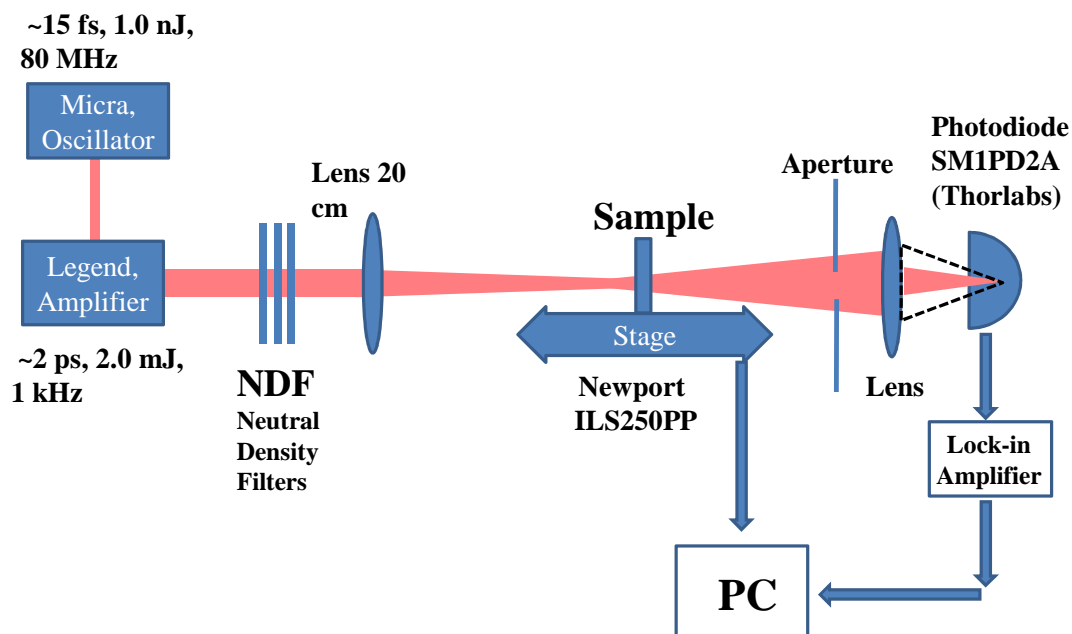 ~15 fs, 1.0 nJ,
80 MHz
Micra,
Oscillator
Legend,
Amplifier
~2 ps, 2.0 mJ,
1 kHz
NDF
Neutral
Density
Filters
Lens 20
cm
Sample
Stage
Newport
ILS250PP
Aperture
Lens
Photodiode
SM1PD2A
(Thorlabs)
Lock-in
Amplifier
PC